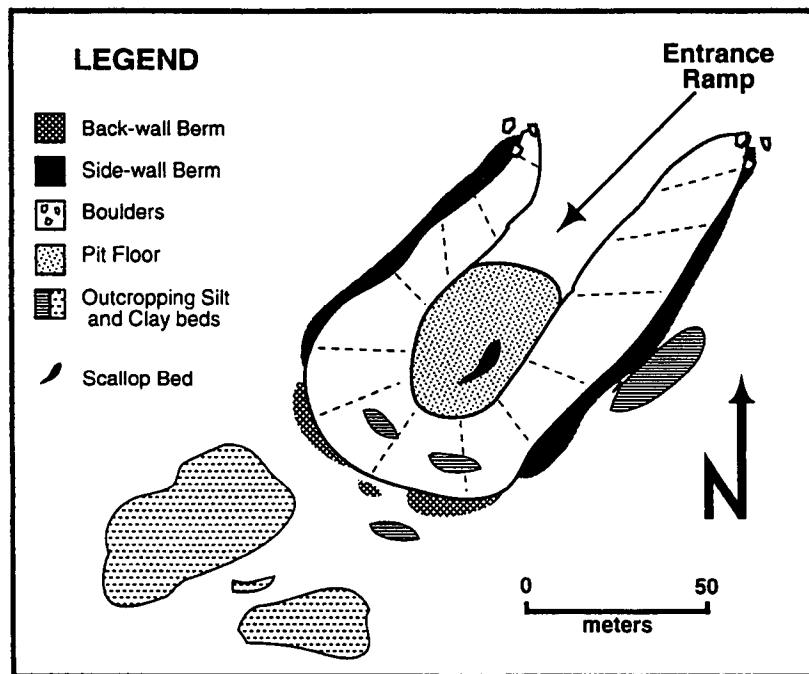 LEGEND
Back-wall Berm
Side-wall Berm
Boulders
Pit Floor
Outcropping Silt
and Clay beds
Scallop Bed
Entrance
Ramp
N
0 50
meters